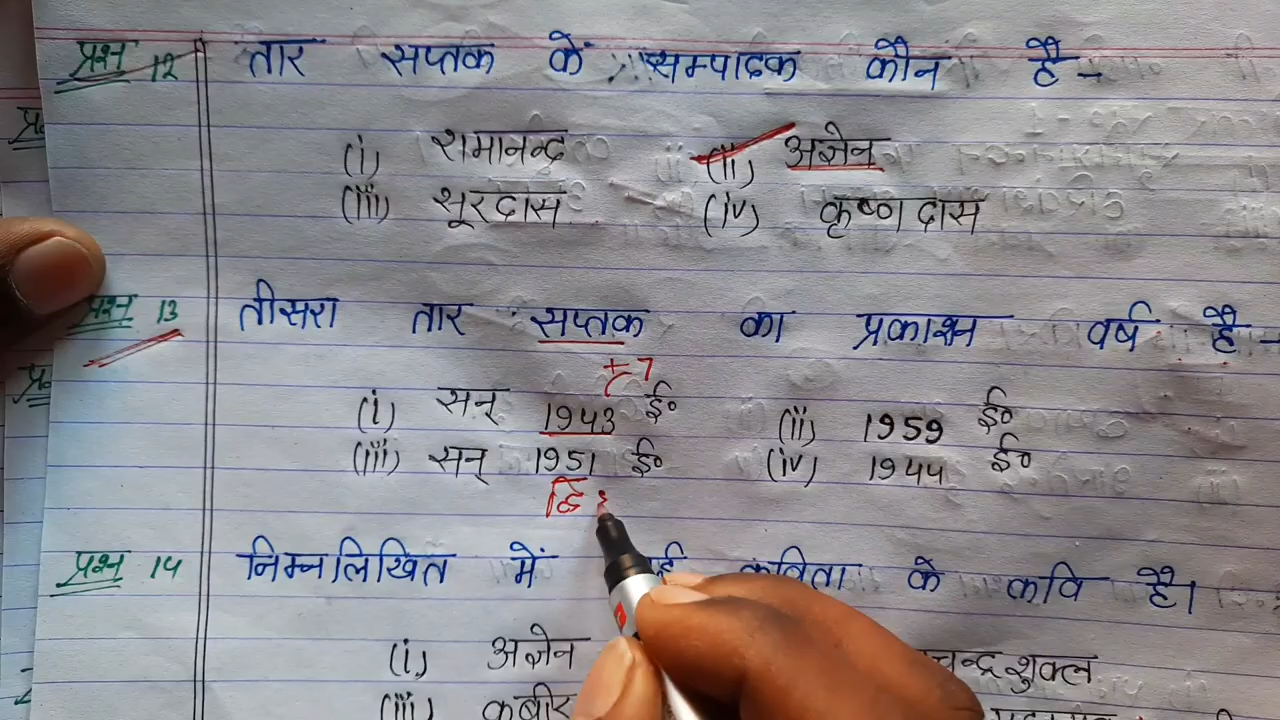 प्रश्न 12 तार सप्तक के सम्पादक कौन है -
(i) रामानन्द (ii) अज्ञेन
(iii) सूरदास (iv) कृष्ण दास
प्रश्न 13 तीसरा तार सप्तक का प्रकाशन वर्ष है -
(i) सन् 1943 ई० (ii) 1959 ई०
(iii) सन् 1951 ई० (iv) 1944 ई०
प्रश्न 14 निम्नलिखित में कविता के कवि है।
(i) अज्ञेन चन्द्र शुक्ल
(iii) कबीर